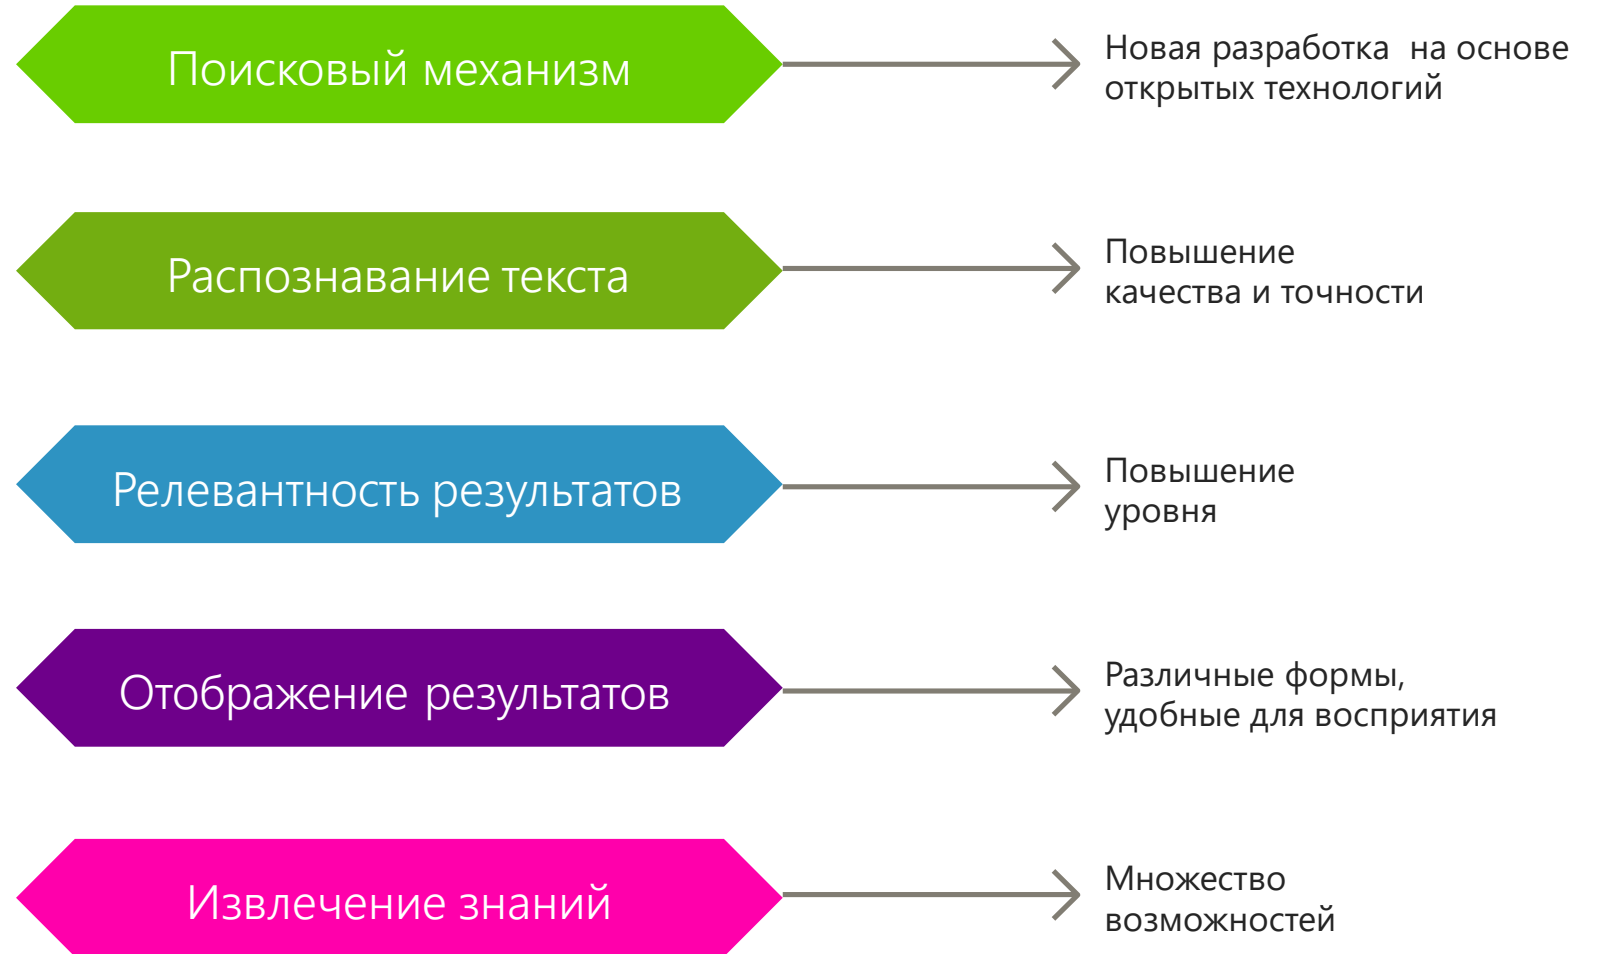 Поисковый механизм
Новая разработка на основе
открытых технологий
Распознавание текста
Повышение
качества и точности
Релевантность результатов
Повышение
уровня
Отображение результатов
Различные формы,
удобные для восприятия
Извлечение знаний
Множество
возможностей